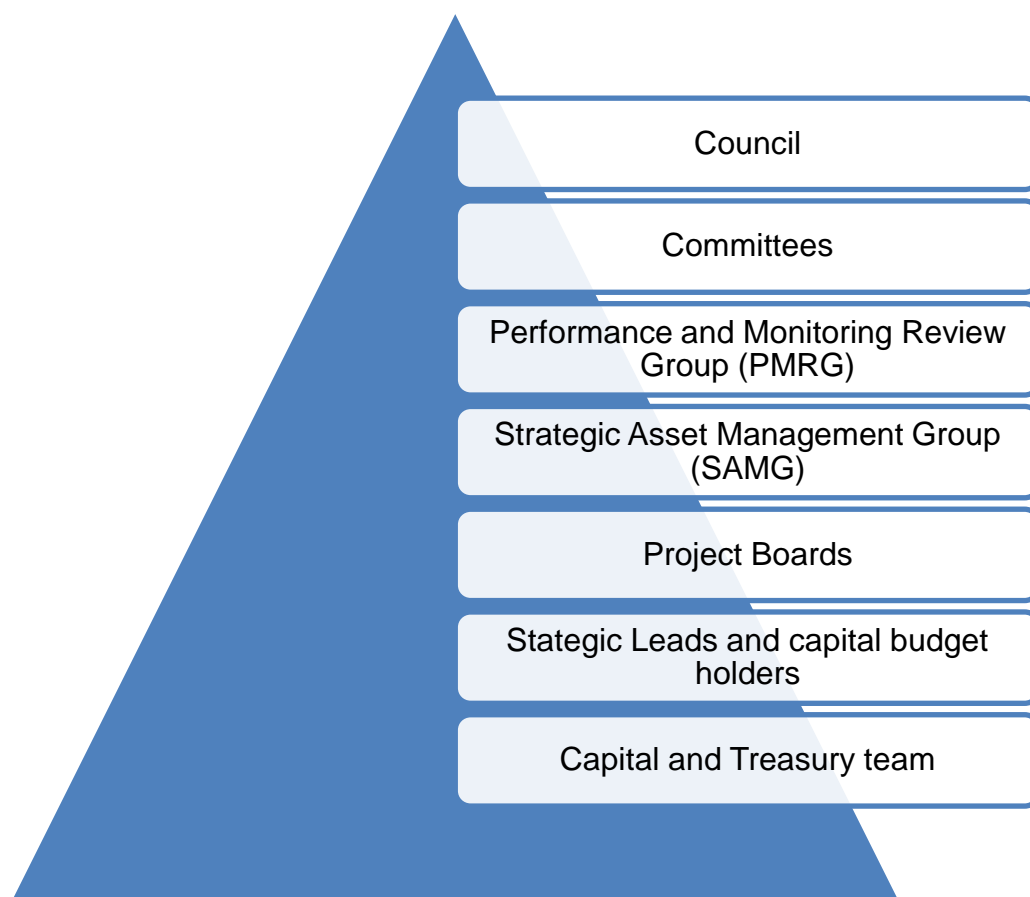 Council
Committees
Performance and Monitoring Review
Group (PMRG)
Strategic Asset Management Group
(SAMG)
Project Boards
Stategic Leads and capital budget
holders
Capital and Treasury team